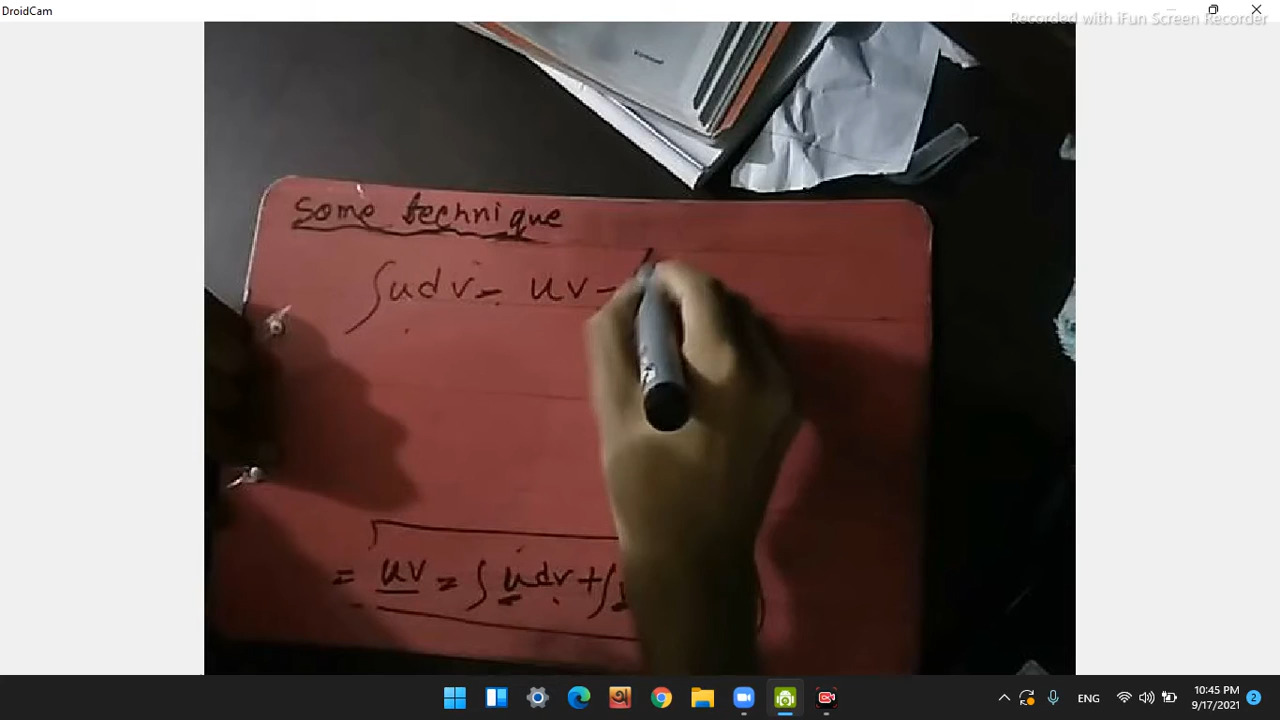 DroidCam
Recorded with iFun Screen Recorder
Some technique
∫udv = uv -
= uv = ∫udv + ∫
ENG
10:45 PM
9/17/2021
2